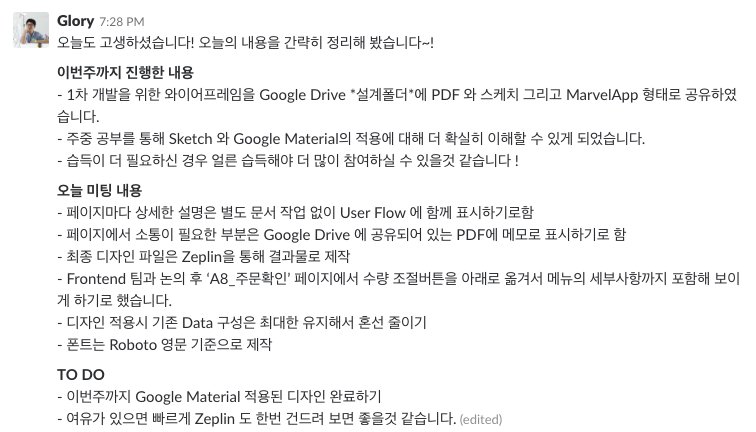 Glory 7:28 PM
오늘도 고생하셨습니다! 오늘의 내용을 간략히 정리해 봤습니다~!
이번주까지 진행한 내용
- 1차 개발을 위한 와이어프레임을 Google Drive *설계폴더*에 PDF 와 스케치 그리고 MarvelApp 형태로 공유하였
습니다.
- 주중 공부를 통해 Sketch 와 Google Material의 적용에 대해 더 확실히 이해할 수 있게 되었습니다.
- 습득이 더 필요하신 경우 얼른 습득해야 더 많이 참여하실 수 있을것 같습니다 !
오늘 미팅 내용
- 페이지마다 상세한 설명은 별도 문서 작업 없이 User Flow 에 함께 표시하기로함
- 페이지에서 소통이 필요한 부분은 Google Drive 에 공유되어 있는 PDF에 메모로 표시하기로 함
- 최종 디자인 파일은 Zeplin을 통해 결과물로 제작
- Frontend 팀과 논의 후 ‘A8_주문확인’ 페이지에서 수량 조절버튼을 아래로 옮겨서 메뉴의 세부사항까지 포함해 보이
게 하기로 했습니다.
- 디자인 적용시 기존 Data 구성은 최대한 유지해서 혼선 줄이기
- 폰트는 Roboto 영문 기준으로 제작
TO DO
- 이번주까지 Google Material 적용된 디자인 완료하기
- 여유가 있으면 빠르게 Zeplin 도 한번 건드려 보면 좋을것 같습니다. (edited)